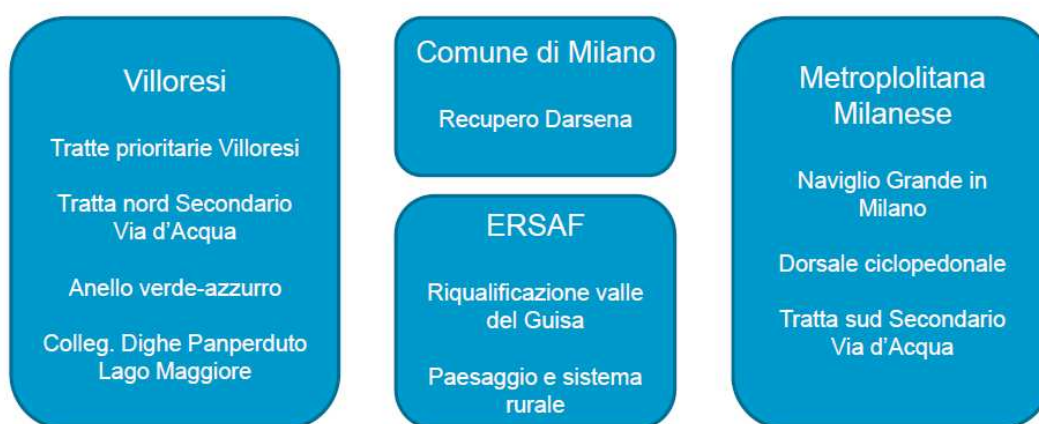 Villoresi
Tratte prioritarie Villoresi
Tratta nord Secondario
Via d'Acqua
Anello verde-azzurro
Colleg. Dighe Panperduto
Lago Maggiore
Comune di Milano
Recupero Darsena
ERSAF
Riqualificazione valle
del Guisa
Paesaggio e sistema
rurale
Metroplolitana
Milanese
Naviglio Grande in
Milano
Dorsale ciclopedonale
Tratta sud Secondario
Via d'Acqua